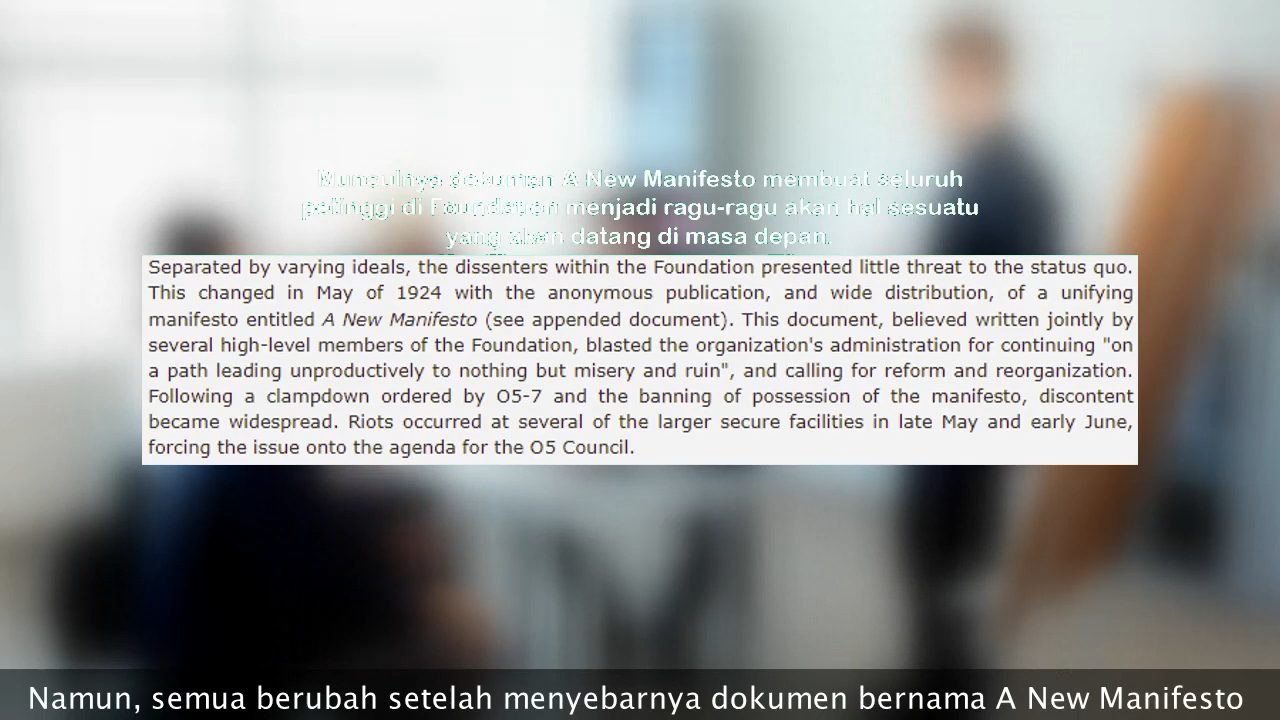 Munculnya dokumen A New Manifesto membuat seluruh
petinggi di Foundation menjadi ragu-ragu akan hal sesuatu
yang akan datang di masa depan.
Separated by varying ideals, the dissenters within the Foundation presented little threat to the status quo.
This changed in May of 1924 with the anonymous publication, and wide distribution, of a unifying
manifesto entitled A New Manifesto (see appended document). This document, believed written jointly by
several high-level members of the Foundation, blasted the organization's administration for continuing "on
a path leading unproductively to nothing but misery and ruin", and calling for reform and reorganization.
Following a clampdown ordered by O5-7 and the banning of possession of the manifesto, discontent
became widespread. Riots occurred at several of the larger secure facilities in late May and early June,
forcing the issue onto the agenda for the O5 Council.
Namun, semua berubah setelah menyebarnya dokumen bernama A New Manifesto